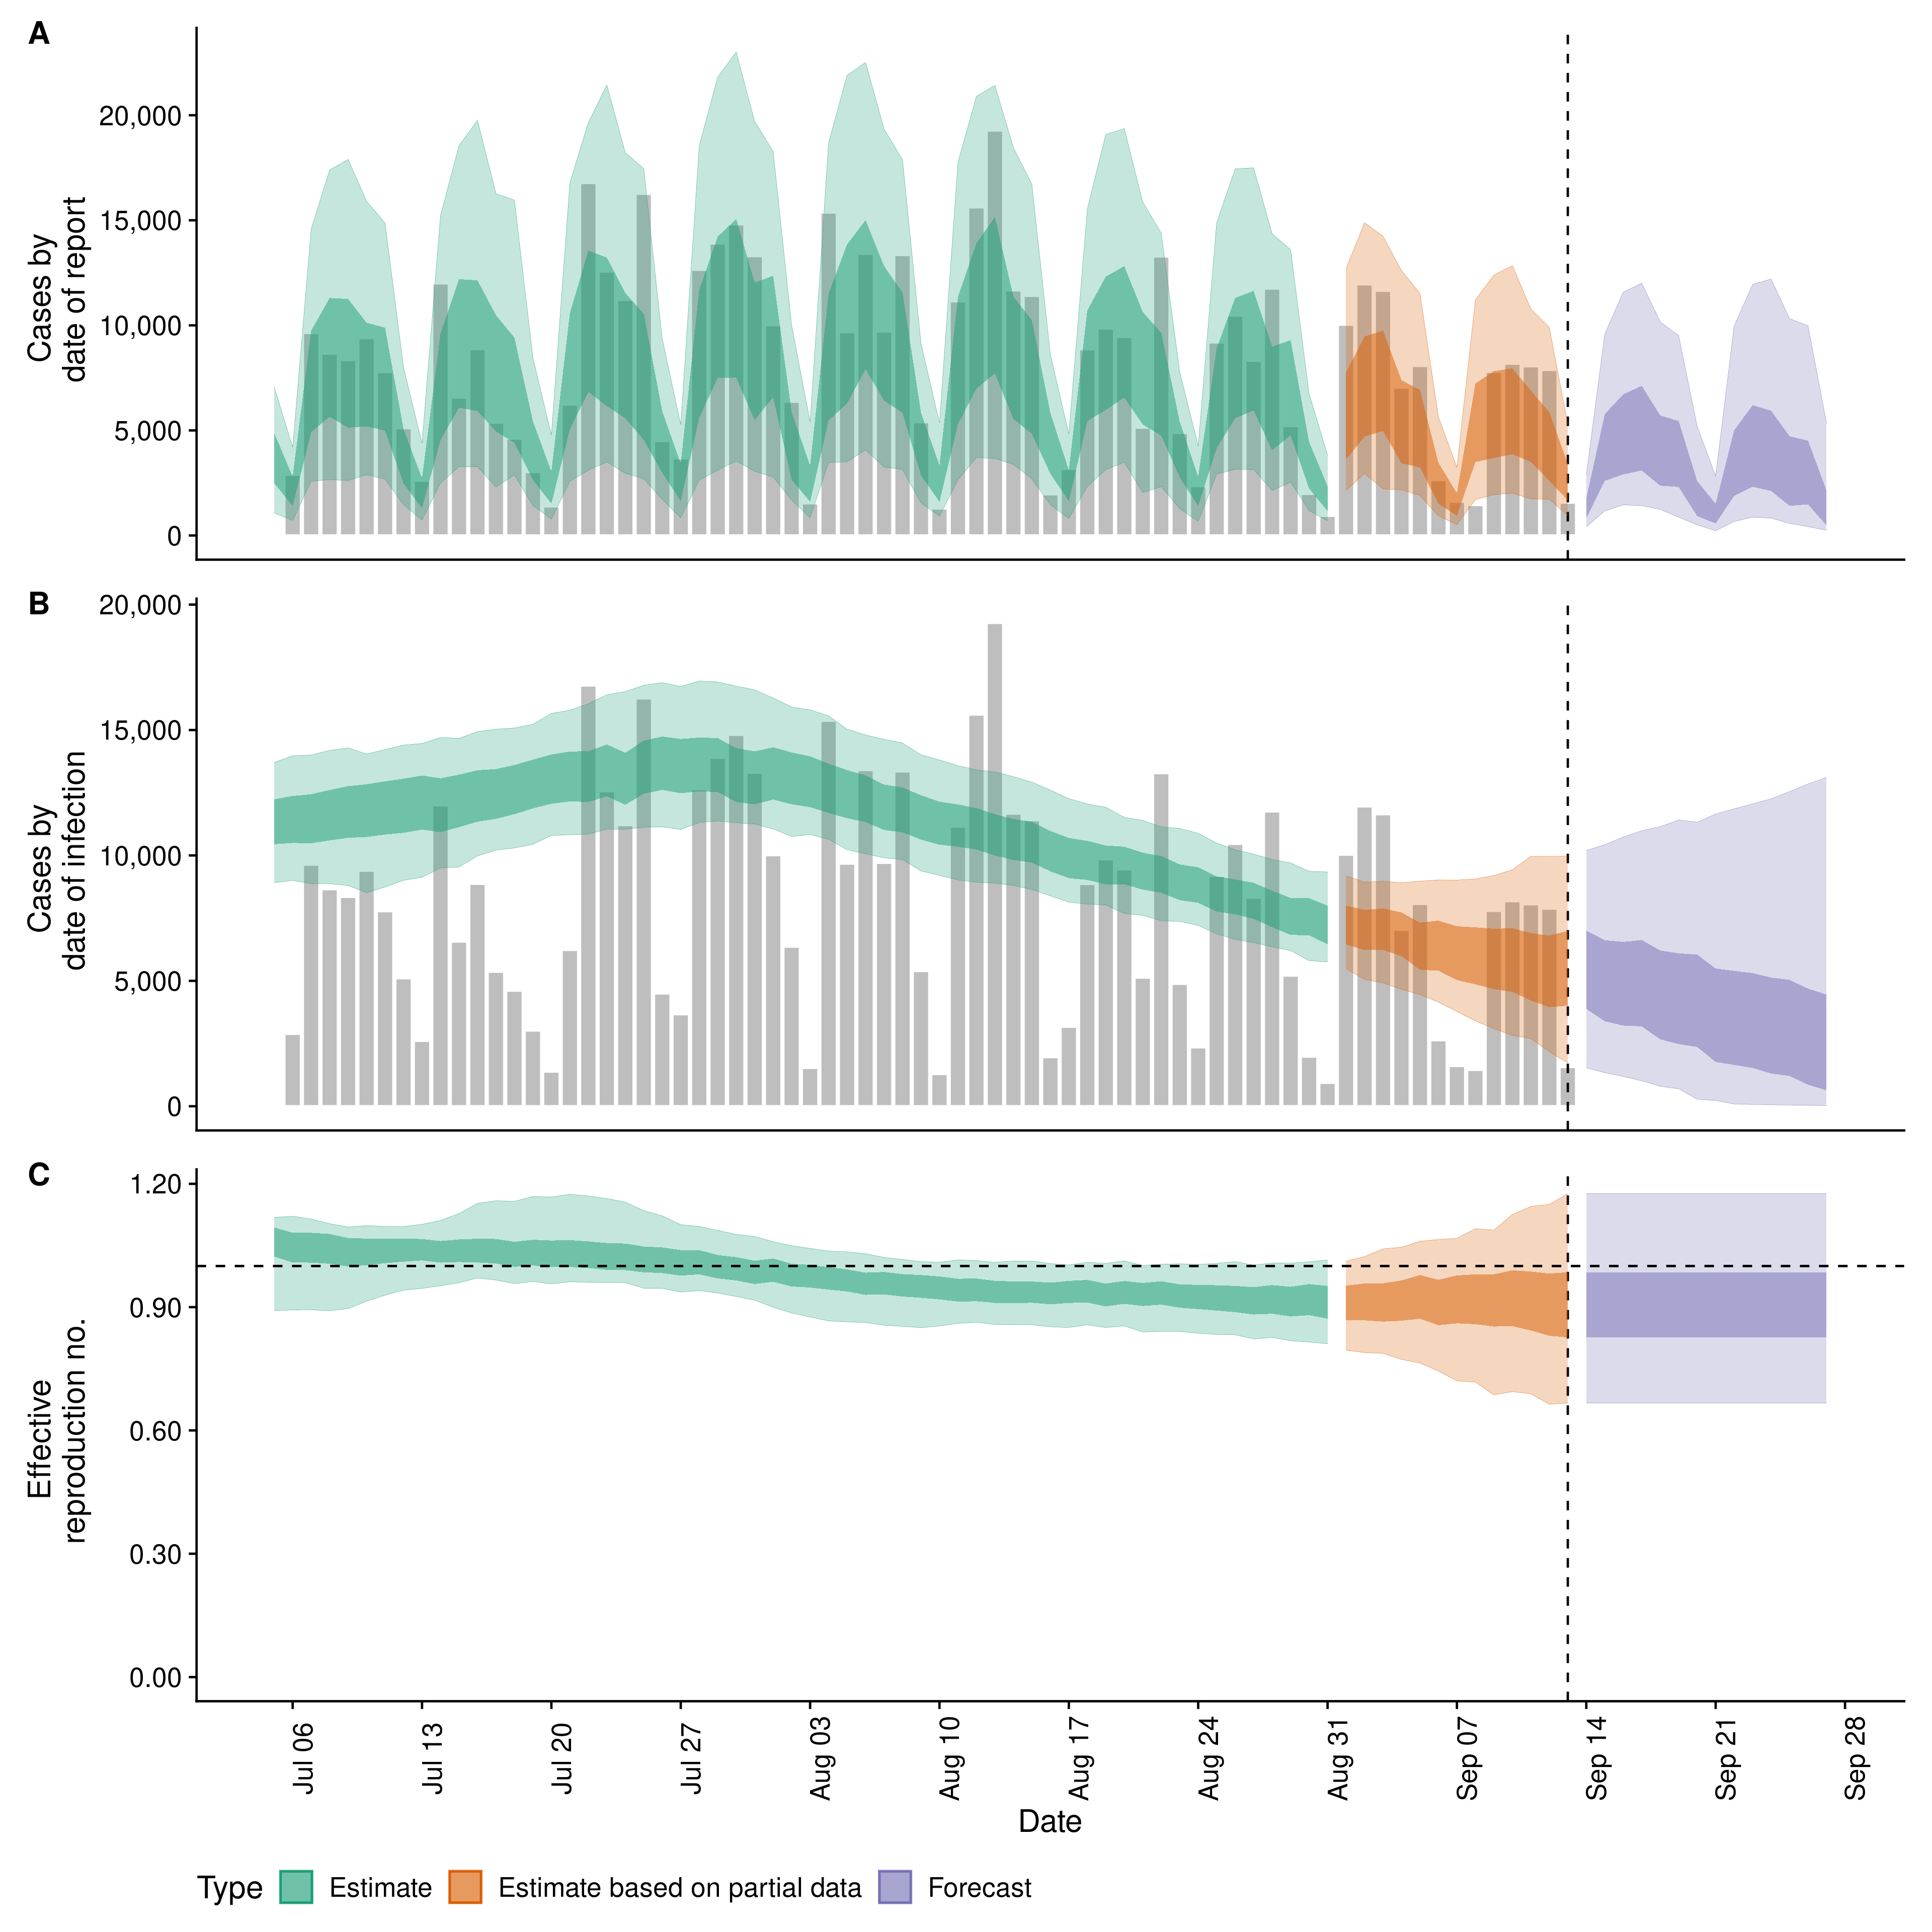 A
Cases by
date of report
20,000
15,000
10,000
5,000
0
B
Cases by
date of infection
20,000
15,000
10,000
5,000
0
C
Effective
reproduction no.
1.20
0.90
0.60
0.30
0.00
Jul 06
Jul 13
Jul 20
Jul 27
Aug 03
Aug 10
Aug 17
Aug 24
Aug 31
Sep 07
Sep 14
Sep 21
Sep 28
Date
Type Estimate Estimate based on partial data Forecast